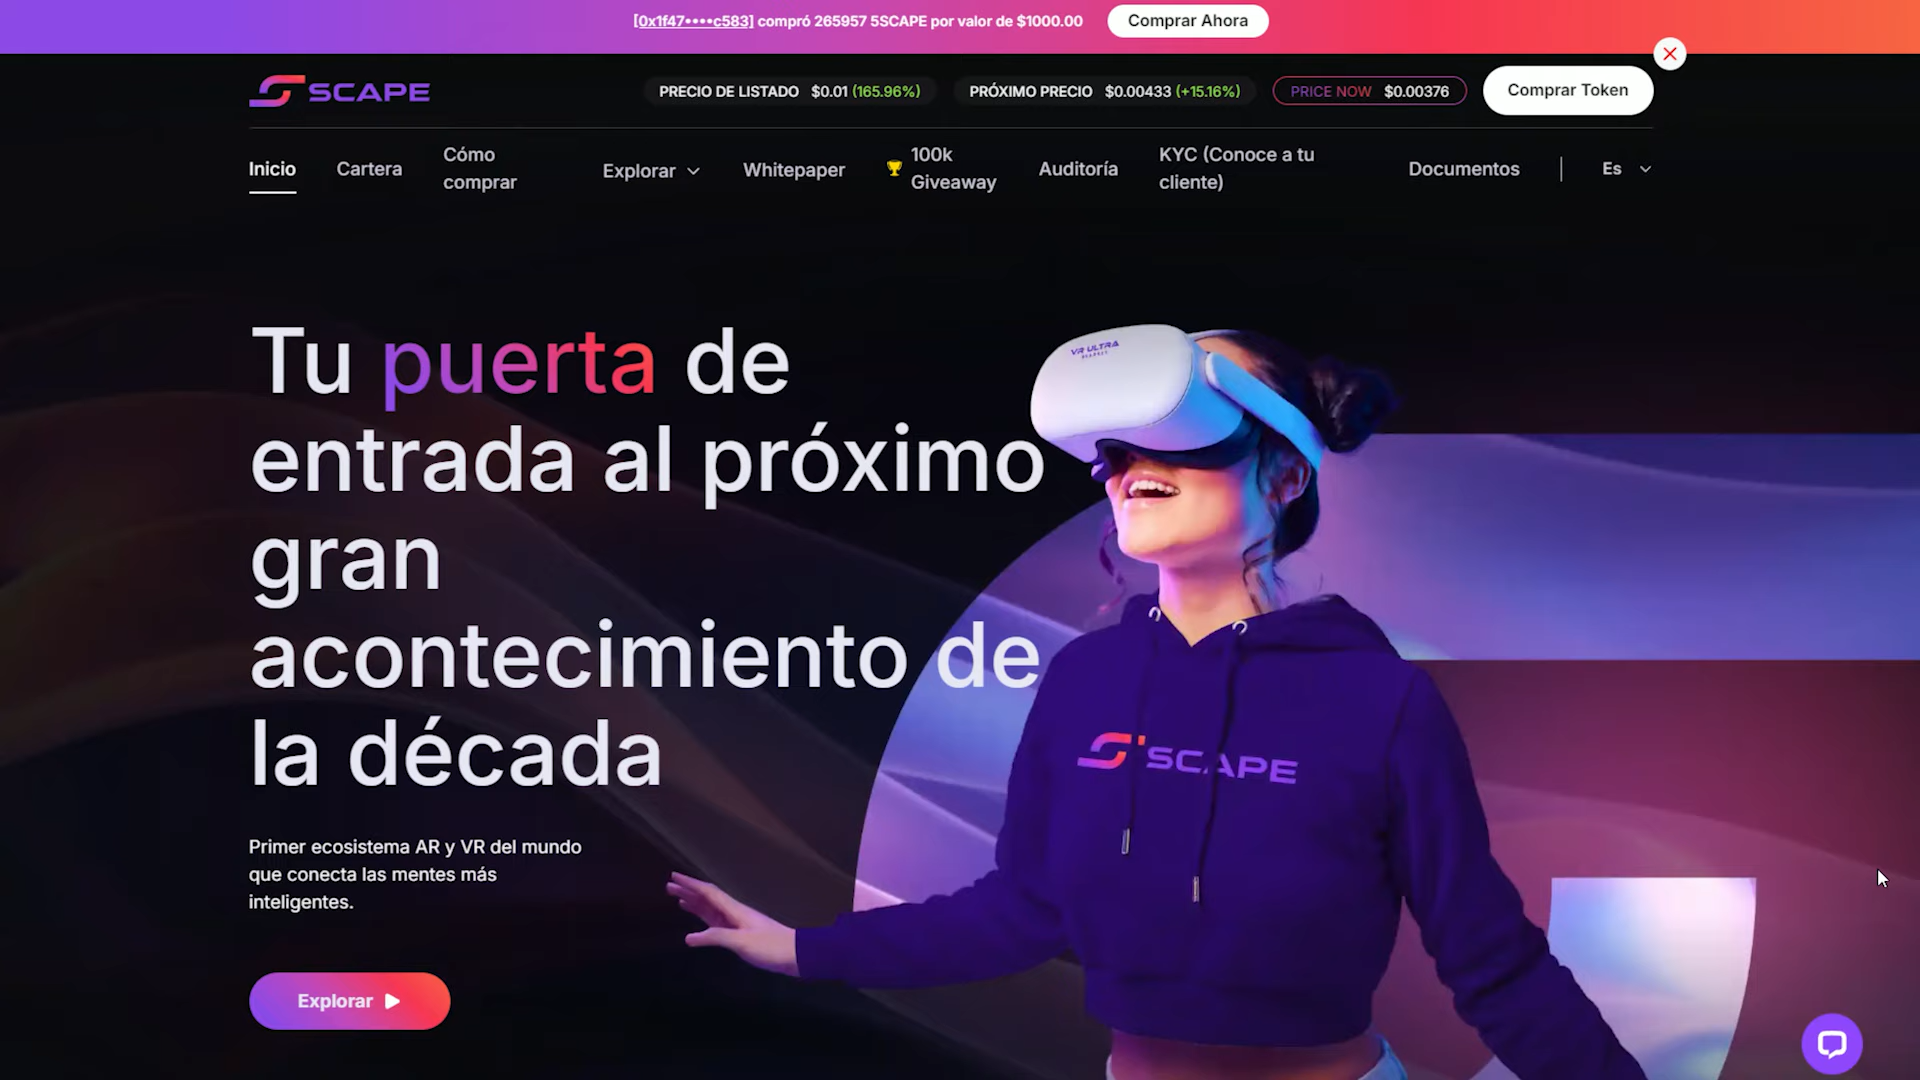 [0x1f47••••c583] compró 265957 5SCAPE por valor de $1000.00
Comprar Ahora
SCAPE
PRECIO DE LISTADO $0.01 (165.96%)
PRÓXIMO PRECIO $0.00433 (+15.16%)
PRICE NOW $0.00376
Comprar Token
Inicio
Cartera
Cómo
comprar
Explorar
Whitepaper
100k
Giveaway
Auditoría
KYC (Conoce a tu
cliente)
Documentos
Es
Tu puerta de
entrada al próximo
gran
acontecimiento de
la década
VR ULTRA
SCAPE
Primer ecosistema AR y VR del mundo
que conecta las mentes más
inteligentes.
Explorar